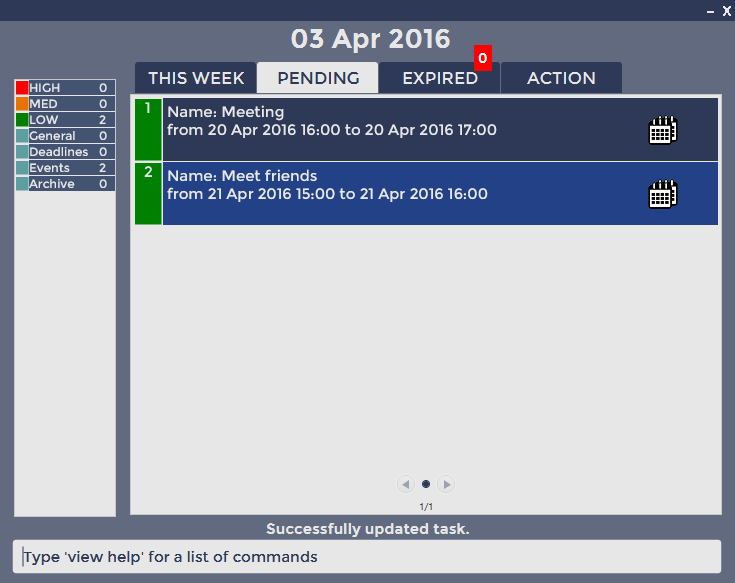 – X
03 Apr 2016
0
THIS WEEK PENDING EXPIRED ACTION
HIGH 0
MED 0
LOW 2
General 0
Deadlines 0
Events 2
Archive 0
1 Name: Meeting
from 20 Apr 2016 16:00 to 20 Apr 2016 17:00
2 Name: Meet friends
from 21 Apr 2016 15:00 to 21 Apr 2016 16:00
1/1
Successfully updated task.
Type 'view help' for a list of commands